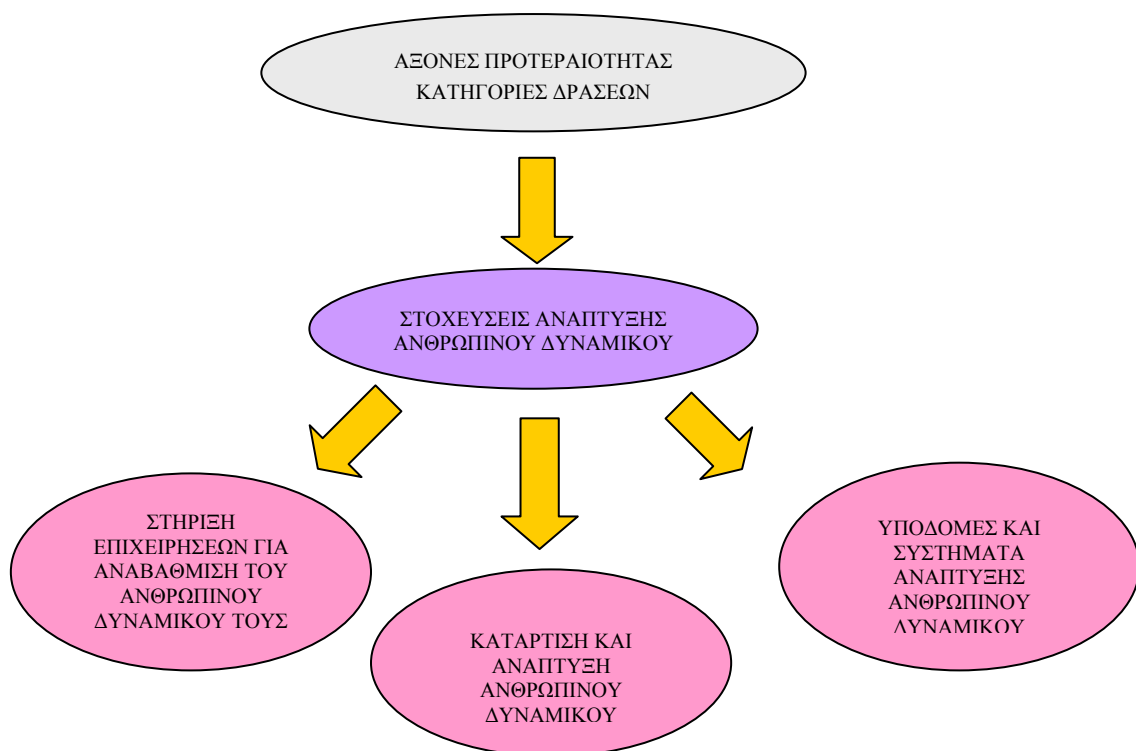 ΑΞΟΝΕΣ ΠΡΟΤΕΡΑΙΟΤΗΤΑΣ
ΚΑΤΗΓΟΡΙΕΣ ΔΡΑΣΕΩΝ
ΣΤΟΧΕΥΣΕΙΣ ΑΝΑΠΤΥΞΗΣ
ΑΝΘΡΩΠΙΝΟΥ ΔΥΝΑΜΙΚΟΥ
ΣΤΗΡΙΞΗ
ΕΠΙΧΕΙΡΗΣΕΩΝ ΓΙΑ
ΑΝΑΒΑΘΜΙΣΗ ΤΟΥ
ΑΝΘΡΩΠΙΝΟΥ
ΔΥΝΑΜΙΚΟΥ ΤΟΥΣ
ΚΑΤΑΡΤΙΣΗ ΚΑΙ
ΑΝΑΠΤΥΞΗ
ΑΝΘΡΩΠΙΝΟΥ
ΔΥΝΑΜΙΚΟΥ
ΥΠΟΔΟΜΕΣ ΚΑΙ
ΣΥΣΤΗΜΑΤΑ
ΑΝΑΠΤΥΞΗΣ
ΑΝΘΡΩΠΙΝΟΥ
ΔΥΝΑΜΙΚΟΥ